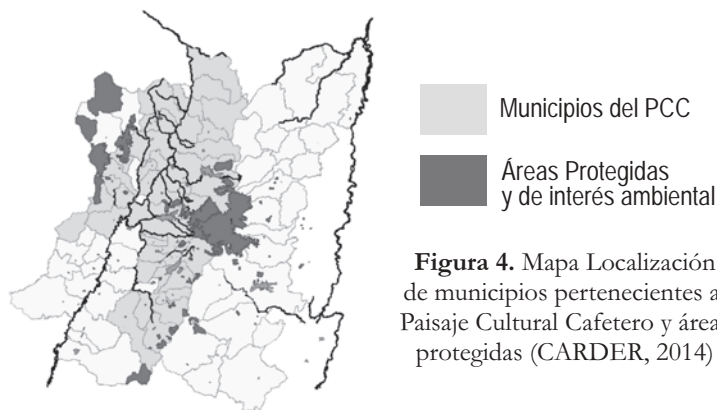 Municipios del PCC
Áreas Protegidas
y de interés ambiental
Figura 4. Mapa Localización
de municipios pertenecientes a
Paisaje Cultural Cafetero y área
protegidas (CARDER, 2014)